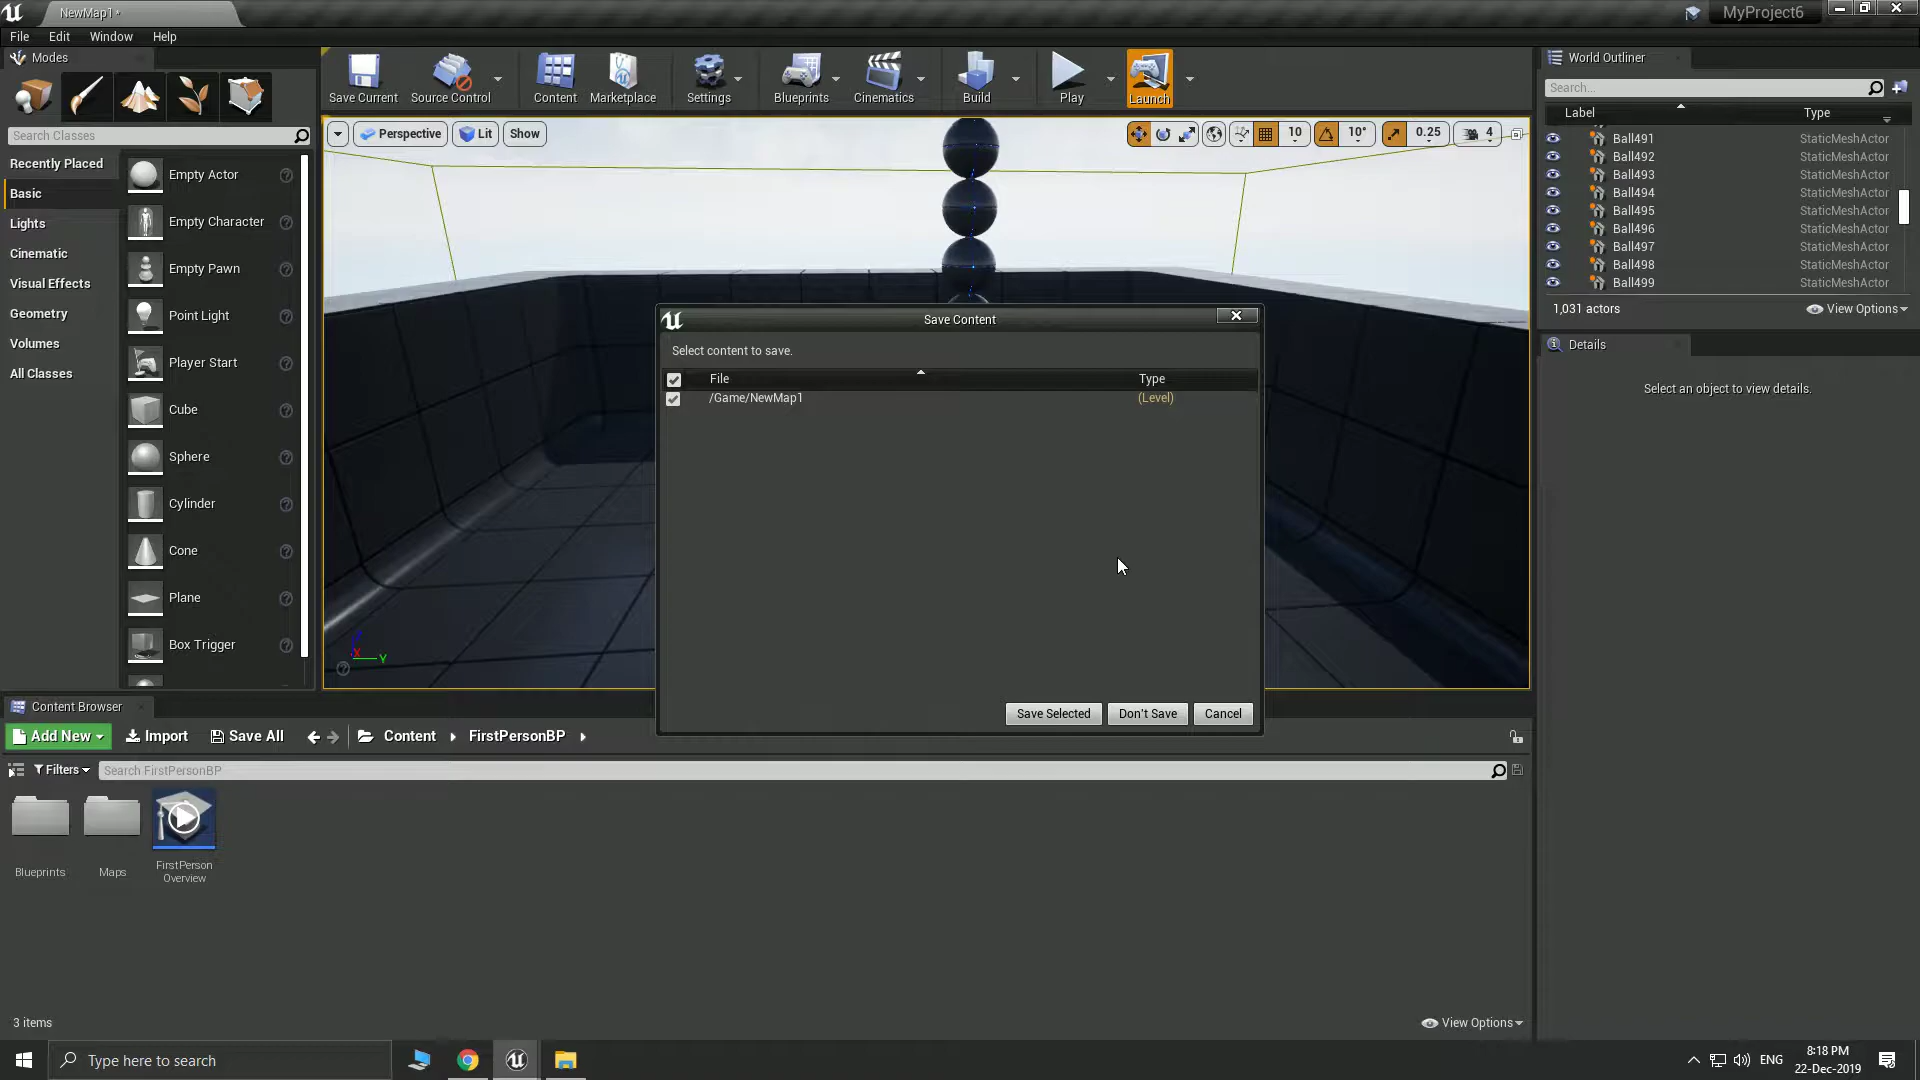 NewMap1*
MyProject6
File Edit Window Help
Modes
Save Current
Source Control
Content
Marketplace
Settings
Blueprints
Cinematics
Build
Play
Launch
World Outliner
Search...
Label Type
Search Classes
Perspective
Lit
Show
10
10°
0.25
4
Recently Placed
Basic
Lights
Cinematic
Visual Effects
Geometry
Volumes
All Classes
Empty Actor
Empty Character
Empty Pawn
Point Light
Player Start
Cube
Sphere
Cylinder
Cone
Plane
Box Trigger
Ball491 StaticMeshActor
Ball492 StaticMeshActor
Ball493 StaticMeshActor
Ball494 StaticMeshActor
Ball495 StaticMeshActor
Ball496 StaticMeshActor
Ball497 StaticMeshActor
Ball498 StaticMeshActor
Ball499 StaticMeshActor
1,031 actors
View Options
Details
Select an object to view details.
Save Content
Select content to save.
File Type
/Game/NewMap1 (Level)
Save Selected
Don't Save
Cancel
X
Y
Content Browser
Add New
Import
Save All
Content
FirstPersonBP
Filters
Search FirstPersonBP
Blueprints
Maps
FirstPerson
Overview
3 items
View Options
Type here to search
ENG
8:18 PM
22-Dec-2019